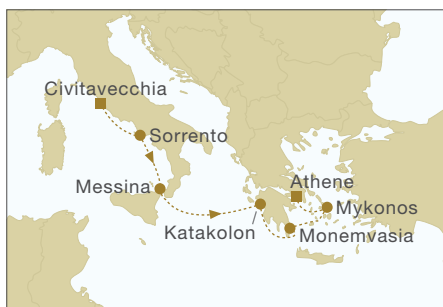 Civitavecchia
Sorrento
Messina
Athene
Katakolon
Mykonos
Monemvasia